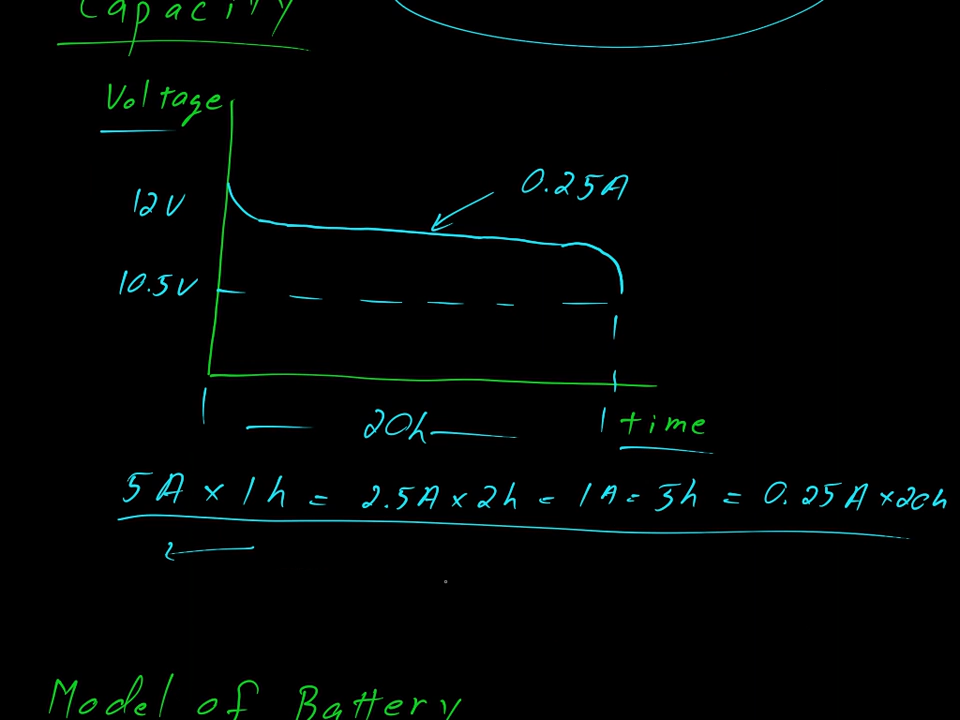 Capacity
Voltage
0.25A
12V
10.5V
20h
time
5A × 1h = 2.5A × 2h = 1A - 5h = 0.25A × 20h
Model of Battery